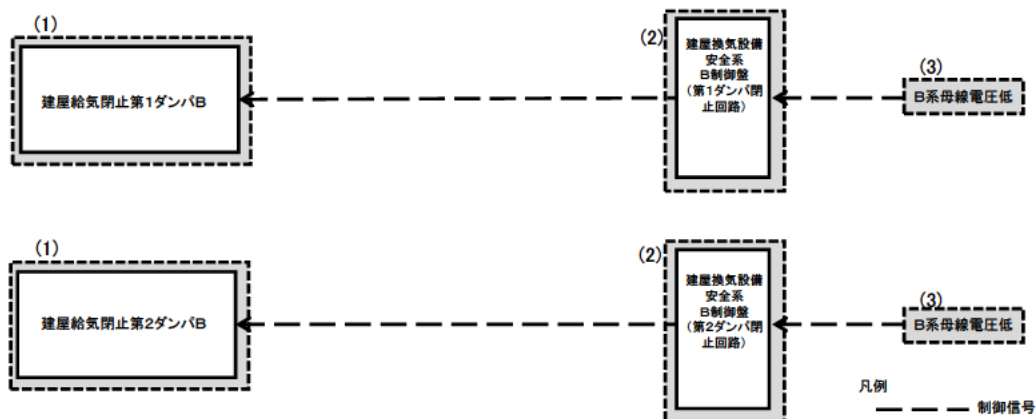 (1)
建屋給気閉止第1ダンパB
(2)
建屋換気設備
安全系
B制御盤
(第1ダンパ閉
止回路)
(3)
B系母線電圧低
(1)
建屋給気閉止第2ダンパB
(2)
建屋換気設備
安全系
B制御盤
(第2ダンパ閉
止回路)
(3)
B系母線電圧低
凡例
制御信号